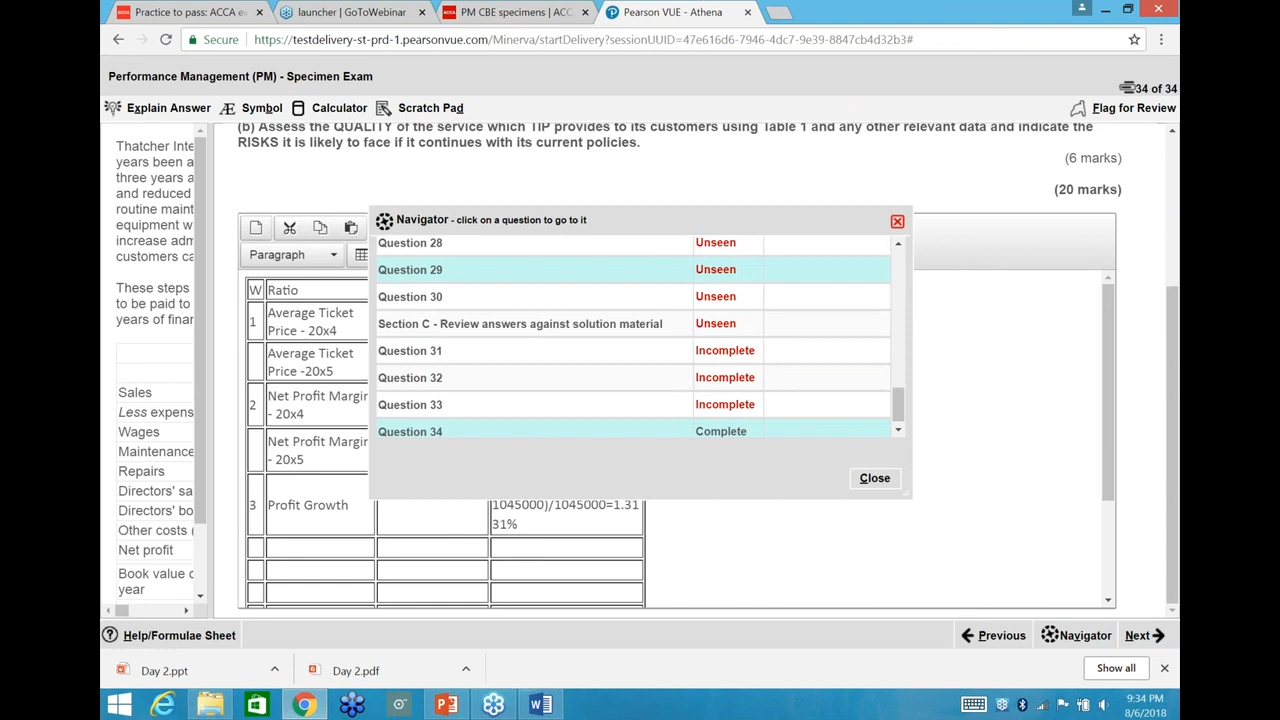 Practice to pass: ACCA ex
launcher | GoToWebinar
PM CBE specimens | ACC
Pearson VUE - Athena
Secure
https://testdelivery-st-prd-1.pearsonvue.com/Minerva/startDelivery?sessionUUID=47e616d6-7946-4dc7-9e39-8847cb4d32b3#
Performance Management (PM) - Specimen Exam
34 of 34
Explain Answer
Symbol
Calculator
Scratch Pad
Flag for Review
Thatcher Inte
years been a
three years a
and reduced
routine maint
equipment w
increase adm
customers ca
These steps
to be paid to
years of finan
Sales
Less expens
Wages
Maintenance
Repairs
Directors' sa
Directors' bo
Other costs (
Net profit
Book value o
year
(b) Assess the QUALITY of the service which TIP provides to its customers using Table 1 and any other relevant data and indicate the
RISKS it is likely to face if it continues with its current policies.
(6 marks)
(20 marks)
Paragraph
W Ratio
1 Average Ticket
Price - 20x4
Average Ticket
Price -20x5
2 Net Profit Margin
- 20x4
Net Profit Margin
- 20x5
3 Profit Growth
1045000)/1045000=1.31
31%
Navigator - click on a question to go to it
Question 28 Unseen
Question 29 Unseen
Question 30 Unseen
Section C - Review answers against solution material Unseen
Question 31 Incomplete
Question 32 Incomplete
Question 33 Incomplete
Question 34 Complete
Close
Help/Formulae Sheet
Previous
Navigator
Next
Day 2.ppt
Day 2.pdf
Show all
9:34 PM
8/6/2018